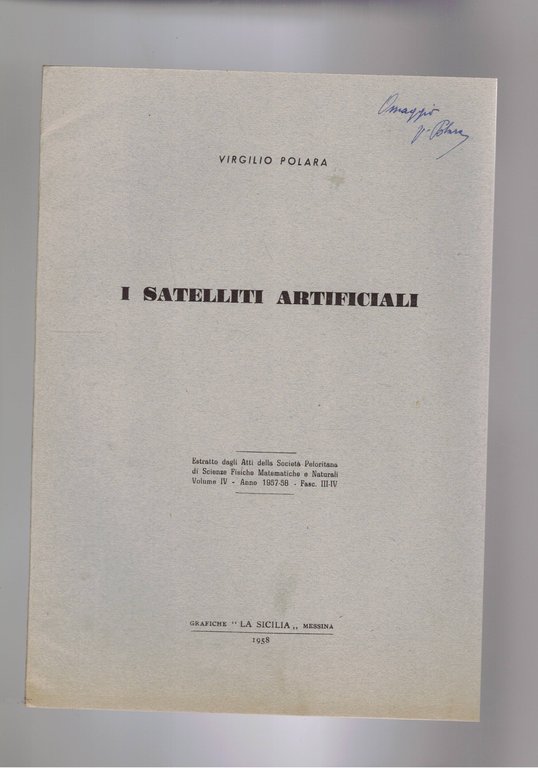 Omaggio
V. Polara
VIRGILIO POLARA
I SATELLITI ARTIFICIALI
Estratto dagli Atti della Società Peloritana
di Scienze Fisiche Matematiche e Naturali
Volume IV - Anno 1957-58 - Fasc. III-IV
GRAFICHE " LA SICILIA „ MESSINA
1958